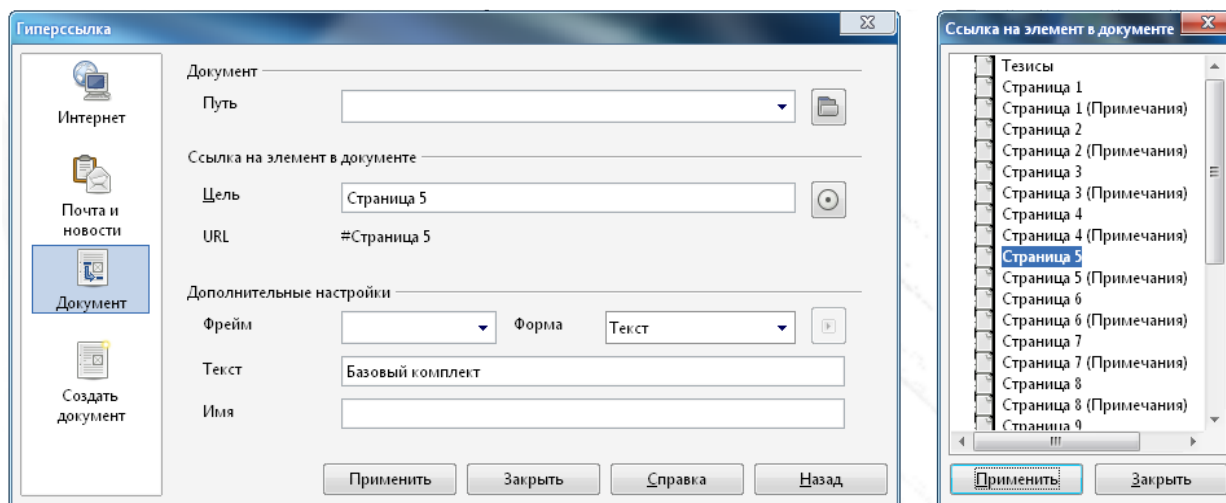 Гиперссылка
Интернет
Почта и
новости
Документ
Создать
документ
Документ
Путь
Ссылка на элемент в документе
Цель
Страница 5
URL
#Страница 5
Дополнительные настройки
Фрейм
Форма
Текст
Текст
Базовый комплект
Имя
Применить
Закрыть
Справка
Назад
Ссылка на элемент в документе
Тезисы
Страница 1
Страница 1 (Примечания)
Страница 2
Страница 2 (Примечания)
Страница 3
Страница 3 (Примечания)
Страница 4
Страница 4 (Примечания)
Страница 5
Страница 5 (Примечания)
Страница 6
Страница 6 (Примечания)
Страница 7
Страница 7 (Примечания)
Страница 8
Страница 8 (Примечания)
Страница 9
Применить
Закрыть